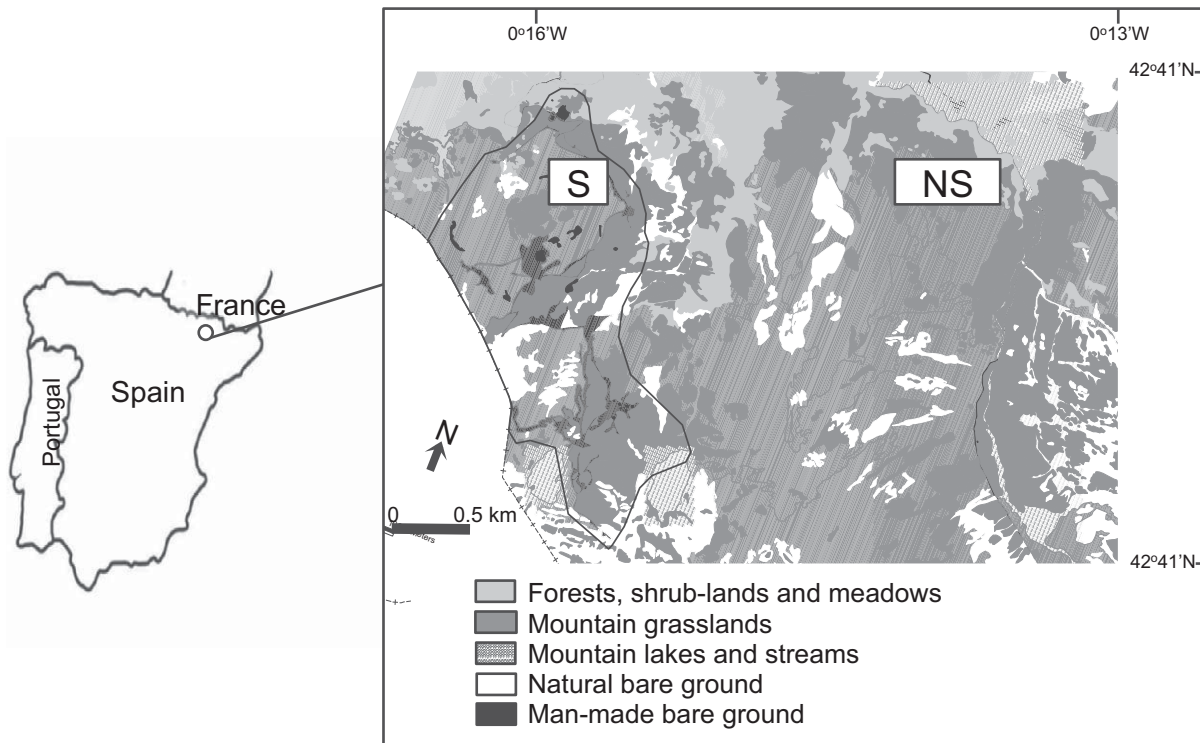 0°16'W
0°13'W
42°41'N
S
NS
France
Spain
Portugal
N
0 0.5 km
meters
42°41'N
Forests, shrub-lands and meadows
Mountain grasslands
Mountain lakes and streams
Natural bare ground
Man-made bare ground